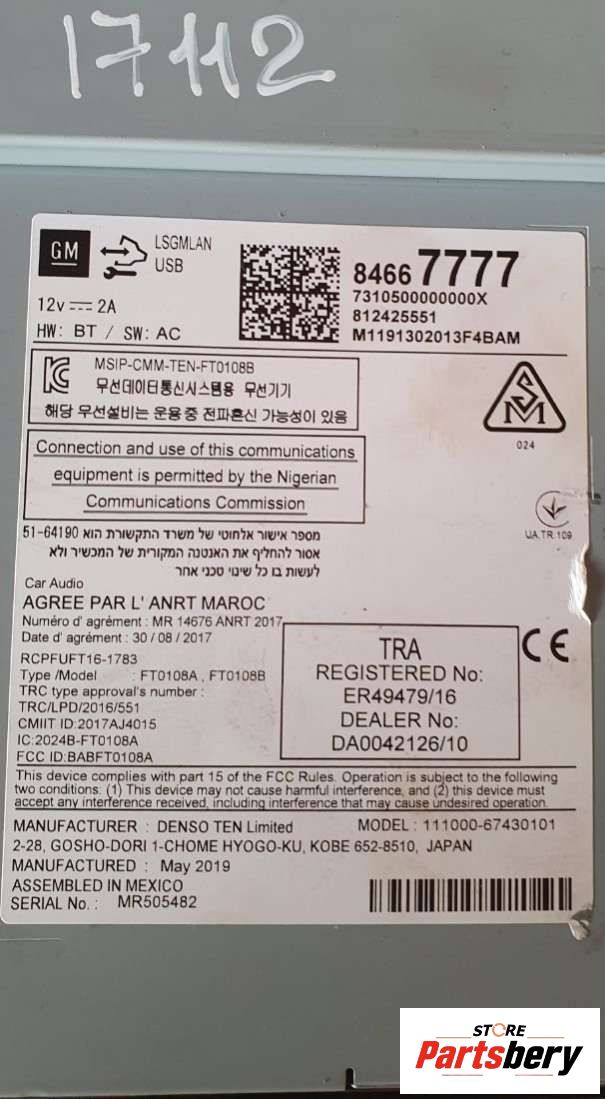 17112
GM
LSGMLAN
USB
12v 2A
HW: BT / SW: AC
8466 7777
7310500000000X
812425551
M1191302013F4BAM
MSIP-CMM-TEN-FT0108B
무선데이터통신시스템용 무선기기
해당 무선설비는 운용 중 전파혼신 가능성이 있음
024
Connection and use of this communications
equipment is permitted by the Nigerian
Communications Commission
UA.TR.109
מספר אישור אלחוטי של משרד התקשורת הוא 51-64190
אסור להחליף את האנטנה המקורית של המכשיר ולא
לעשות בו כל שינוי טכני אחר
Car Audio
AGREE PAR L' ANRT MAROC
Numéro d' agrément : MR 14676 ANRT 2017
Date d' agrément : 30 / 08 / 2017
RCPFUFT16-1783
Type /Model : FT0108A , FT0108B
TRC type approval's number :
TRC/LPD/2016/551
CMIIT ID:2017AJ4015
IC:2024B-FT0108A
FCC ID:BABFT0108A
TRA
REGISTERED No:
ER49479/16
DEALER No:
DA0042126/10
CE
This device complies with part 15 of the FCC Rules. Operation is subject to the following
two conditions: (1) This device may not cause harmful interference, and (2) this device must
accept any interference received, including interference that may cause undesired operation.
MANUFACTURER : DENSO TEN Limited MODEL : 111000-67430101
2-28, GOSHO-DORI 1-CHOME HYOGO-KU, KOBE 652-8510, JAPAN
MANUFACTURED : May 2019
ASSEMBLED IN MEXICO
SERIAL No. : MR505482
STORE
Partsbery